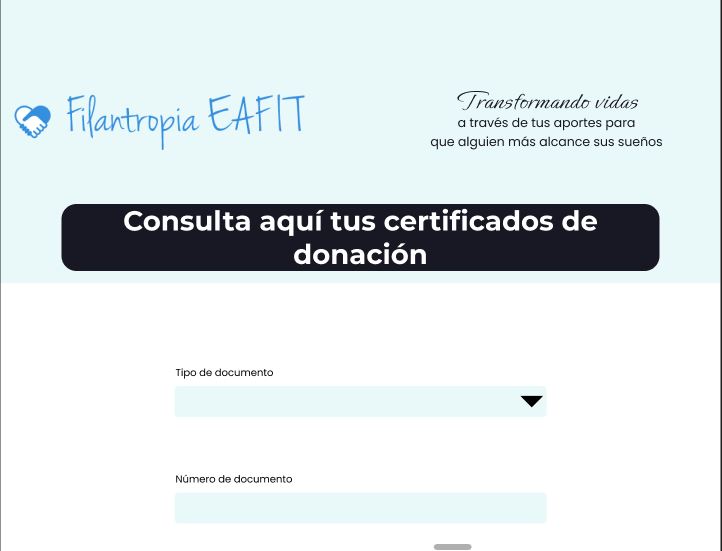 Filantropia EAFIT
Transformando vidas
a través de tus aportes para
que alguien más alcance sus sueños
Consulta aquí tus certificados de
donación
Tipo de documento
Número de documento